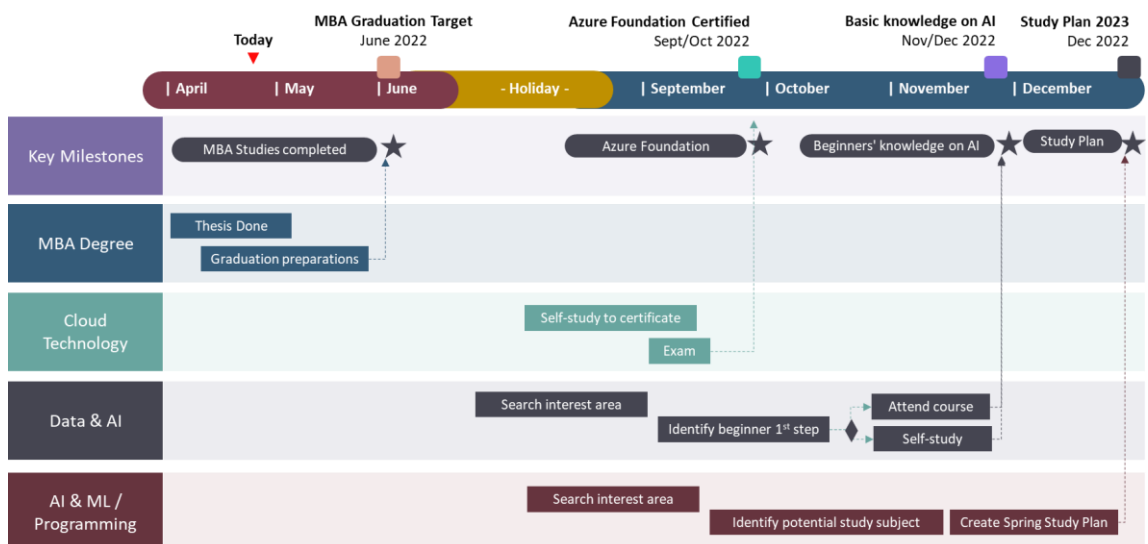 MBA Graduation Target
June 2022
Azure Foundation Certified
Sept/Oct 2022
Basic knowledge on AI
Nov/Dec 2022
Study Plan 2023
Dec 2022
Today
| April
| May
| June
- Holiday -
| September
| October
| November
| December
Key Milestones
MBA Studies completed
Azure Foundation
Beginners' knowledge on AI
Study Plan
MBA Degree
Thesis Done
Graduation preparations
Cloud
Technology
Self-study to certificate
Exam
Data & AI
Search interest area
Identify beginner 1st step
Attend course
Self-study
AI & ML /
Programming
Search interest area
Identify potential study subject
Create Spring Study Plan